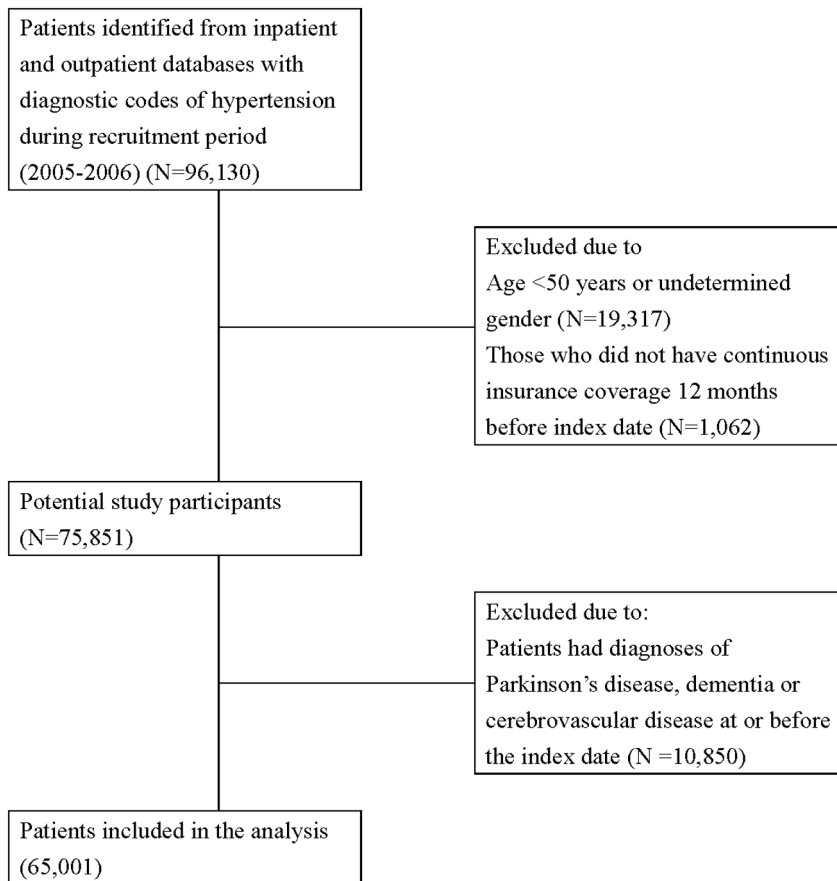 Patients identified from inpatient
and outpatient databases with
diagnostic codes of hypertension
during recruitment period
(2005-2006) (N=96,130)
Excluded due to
Age <50 years or undetermined
gender (N=19,317)
Those who did not have continuous
insurance coverage 12 months
before index date (N=1,062)
Potential study participants
(N=75,851)
Excluded due to:
Patients had diagnoses of
Parkinson’s disease, dementia or
cerebrovascular disease at or before
the index date (N =10,850)
Patients included in the analysis
(65,001)